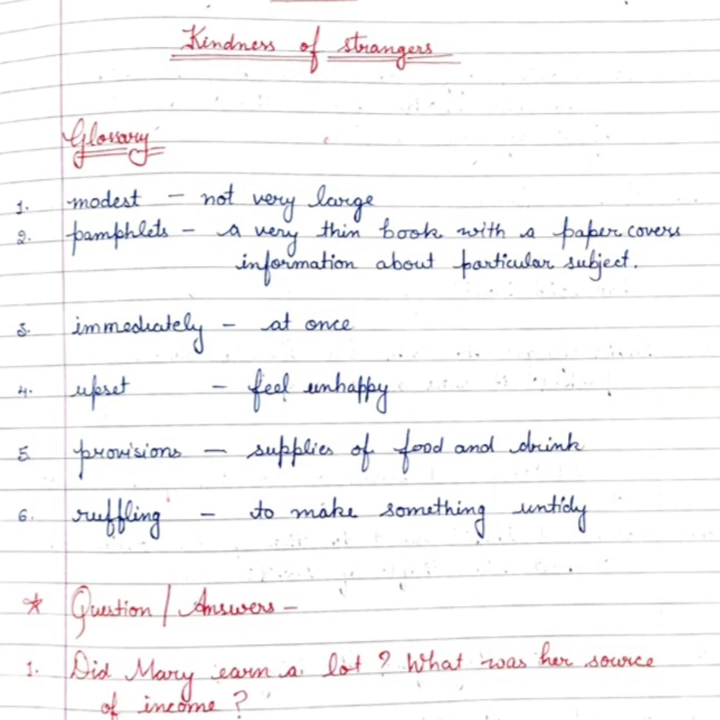 Kindness of strangers
Glossary
1. modest – not very large
2. pamphlets – a very thin book with a paper covers
information about particular subject.
3. immediately – at once
4. upset – feel unhappy
5. provisions – supplies of food and drink
6. ruffling – to make something untidy
* Question / Answers –
1. Did Mary earn a lot ? What was her source
of income ?